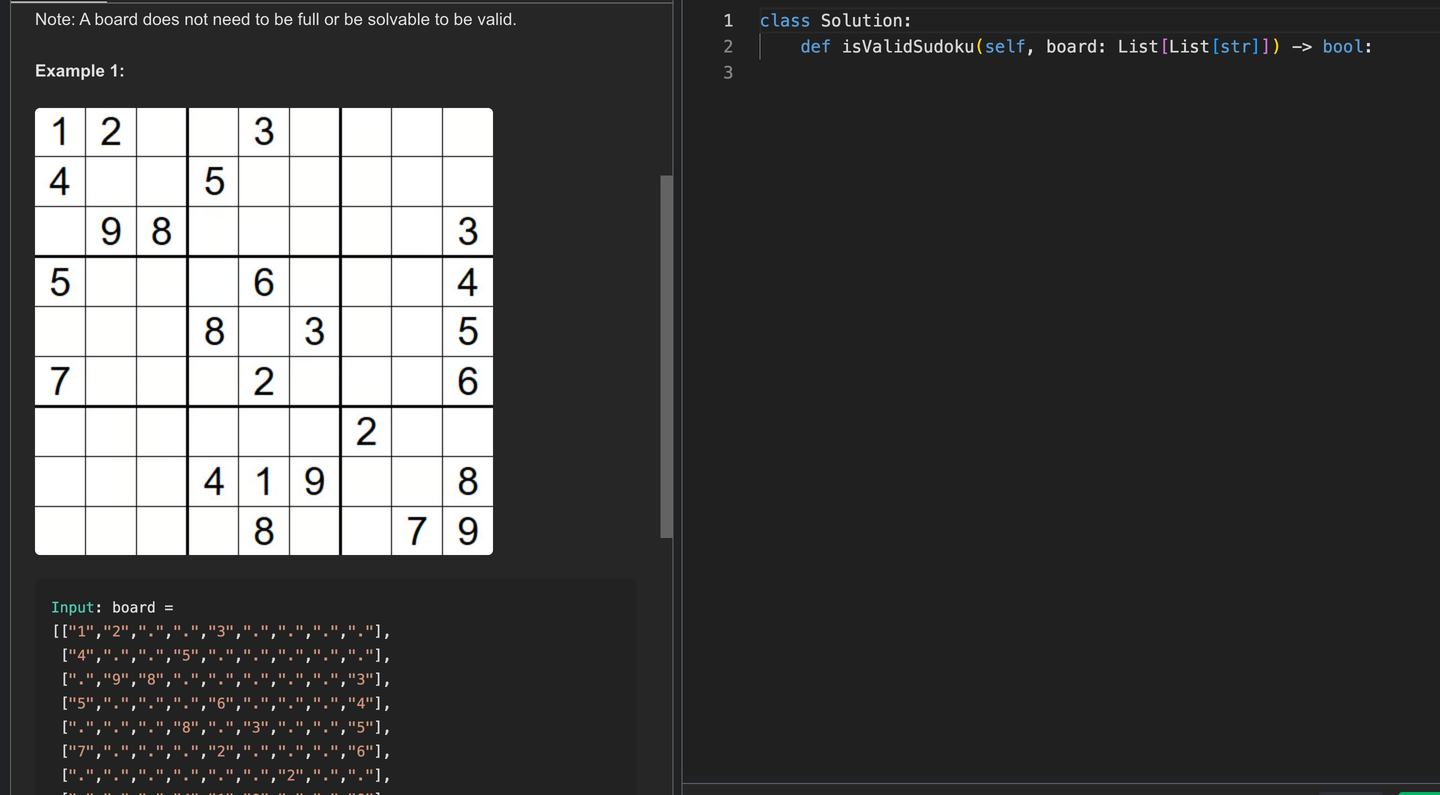 Note: A board does not need to be full or be solvable to be valid.
Example 1:
1 2 3
4 5
9 8 3
5 6 4
8 3 5
7 2 6
2
4 1 9 8
8 7 9
Input: board =
[["1","2",".",".","3",".",".",".","."],
["4",".",".","5",".",".",".",".","."],
[".","9","8",".",".",".",".",".","3"],
["5",".",".",".","6",".",".",".","4"],
[".",".",".","8",".","3",".",".","5"],
["7",".",".",".","2",".",".",".","6"],
[".",".",".",".",".",".","2",".","."],
1 class Solution:
2 def isValidSudoku(self, board: List[List[str]]) -> bool:
3